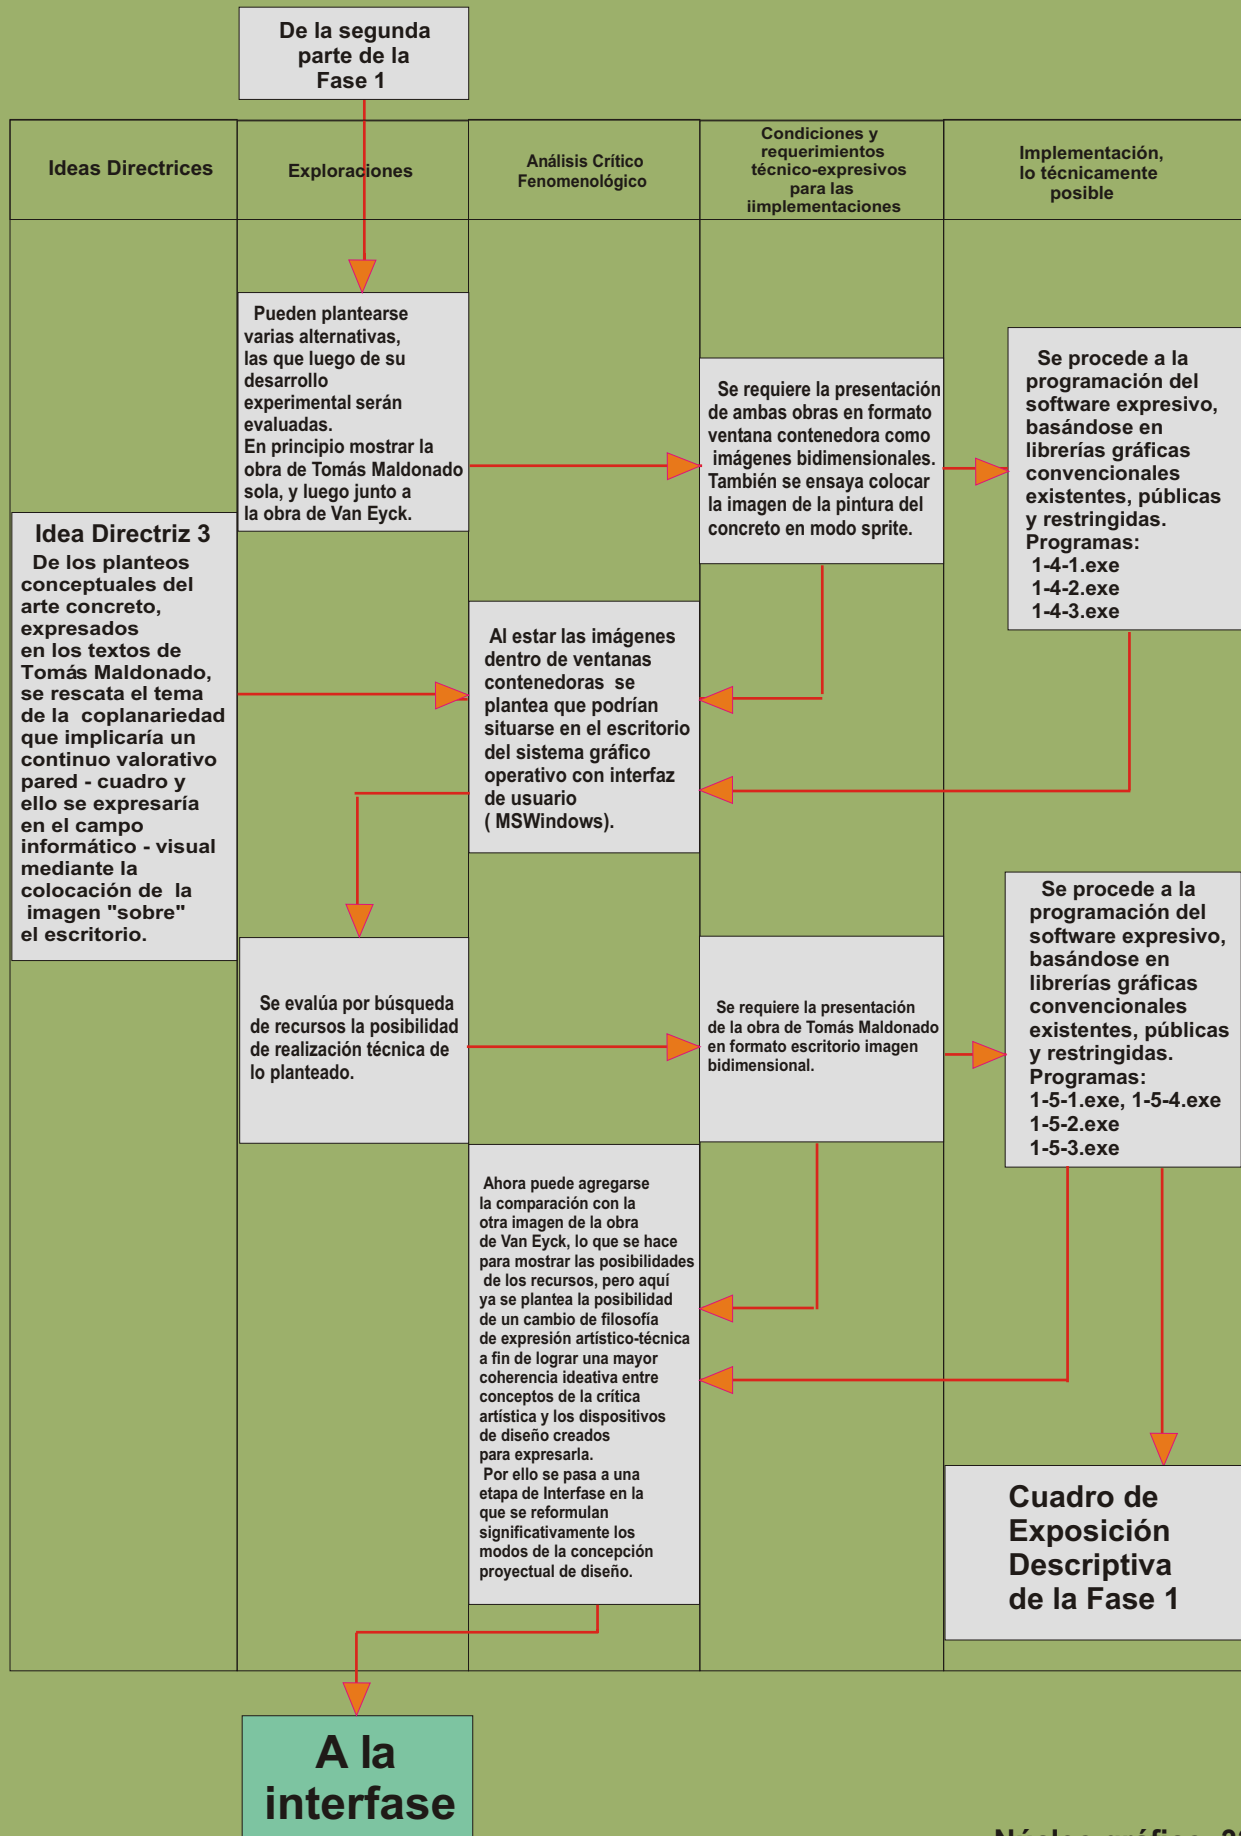 De la segunda
parte de la
Fase 1
Ideas Directrices
Exploraciones
Análisis Crítico
Fenomenológico
Condiciones y
requerimientos
técnico-expresivos
para las
iimplementaciones
Implementación,
lo técnicamente
posible
Pueden plantearse
varias alternativas,
las que luego de su
desarrollo
experimental serán
evaluadas.
En principio mostrar la
obra de Tomás Maldonado
sola, y luego junto a
la obra de Van Eyck.
Se requiere la presentación
de ambas obras en formato
ventana contenedora como
imágenes bidimensionales.
También se ensaya colocar
la imagen de la pintura del
concreto en modo sprite.
Se procede a la
programación del
software expresivo,
basándose en
librerías gráficas
convencionales
existentes, públicas
y restringidas.
Programas:
1-4-1.exe
1-4-2.exe
1-4-3.exe
Idea Directriz 3
De los planteos
conceptuales del
arte concreto,
expresados
en los textos de
Tomás Maldonado,
se rescata el tema
de la coplanariedad
que implicaría un
continuo valorativo
pared - cuadro y
ello se expresaría
en el campo
informático - visual
mediante la
colocación de la
imagen "sobre"
el escritorio.
Al estar las imágenes
dentro de ventanas
contenedoras se
plantea que podrían
situarse en el escritorio
del sistema gráfico
operativo con interfaz
de usuario
( MSWindows).
Se evalúa por búsqueda
de recursos la posibilidad
de realización técnica de
lo planteado.
Se requiere la presentación
de la obra de Tomás Maldonado
en formato escritorio imagen
bidimensional.
Se procede a la
programación del
software expresivo,
basándose en
librerías gráficas
convencionales
existentes, públicas
y restringidas.
Programas:
1-5-1.exe, 1-5-4.exe
1-5-2.exe
1-5-3.exe
Ahora puede agregarse
la comparación con la
otra imagen de la obra
de Van Eyck, lo que se hace
para mostrar las posibilidades
de los recursos, pero aquí
ya se plantea la posibilidad
de un cambio de filosofía
de expresión artístico-técnica
a fin de lograr una mayor
coherencia ideativa entre
conceptos de la crítica
artística y los dispositivos
de diseño creados
para expresarla.
Por ello se pasa a una
etapa de Interfase en la
que se reformulan
significativamente los
modos de la concepción
proyectual de diseño.
Cuadro de
Exposición
Descriptiva
de la Fase 1
A la
interfase